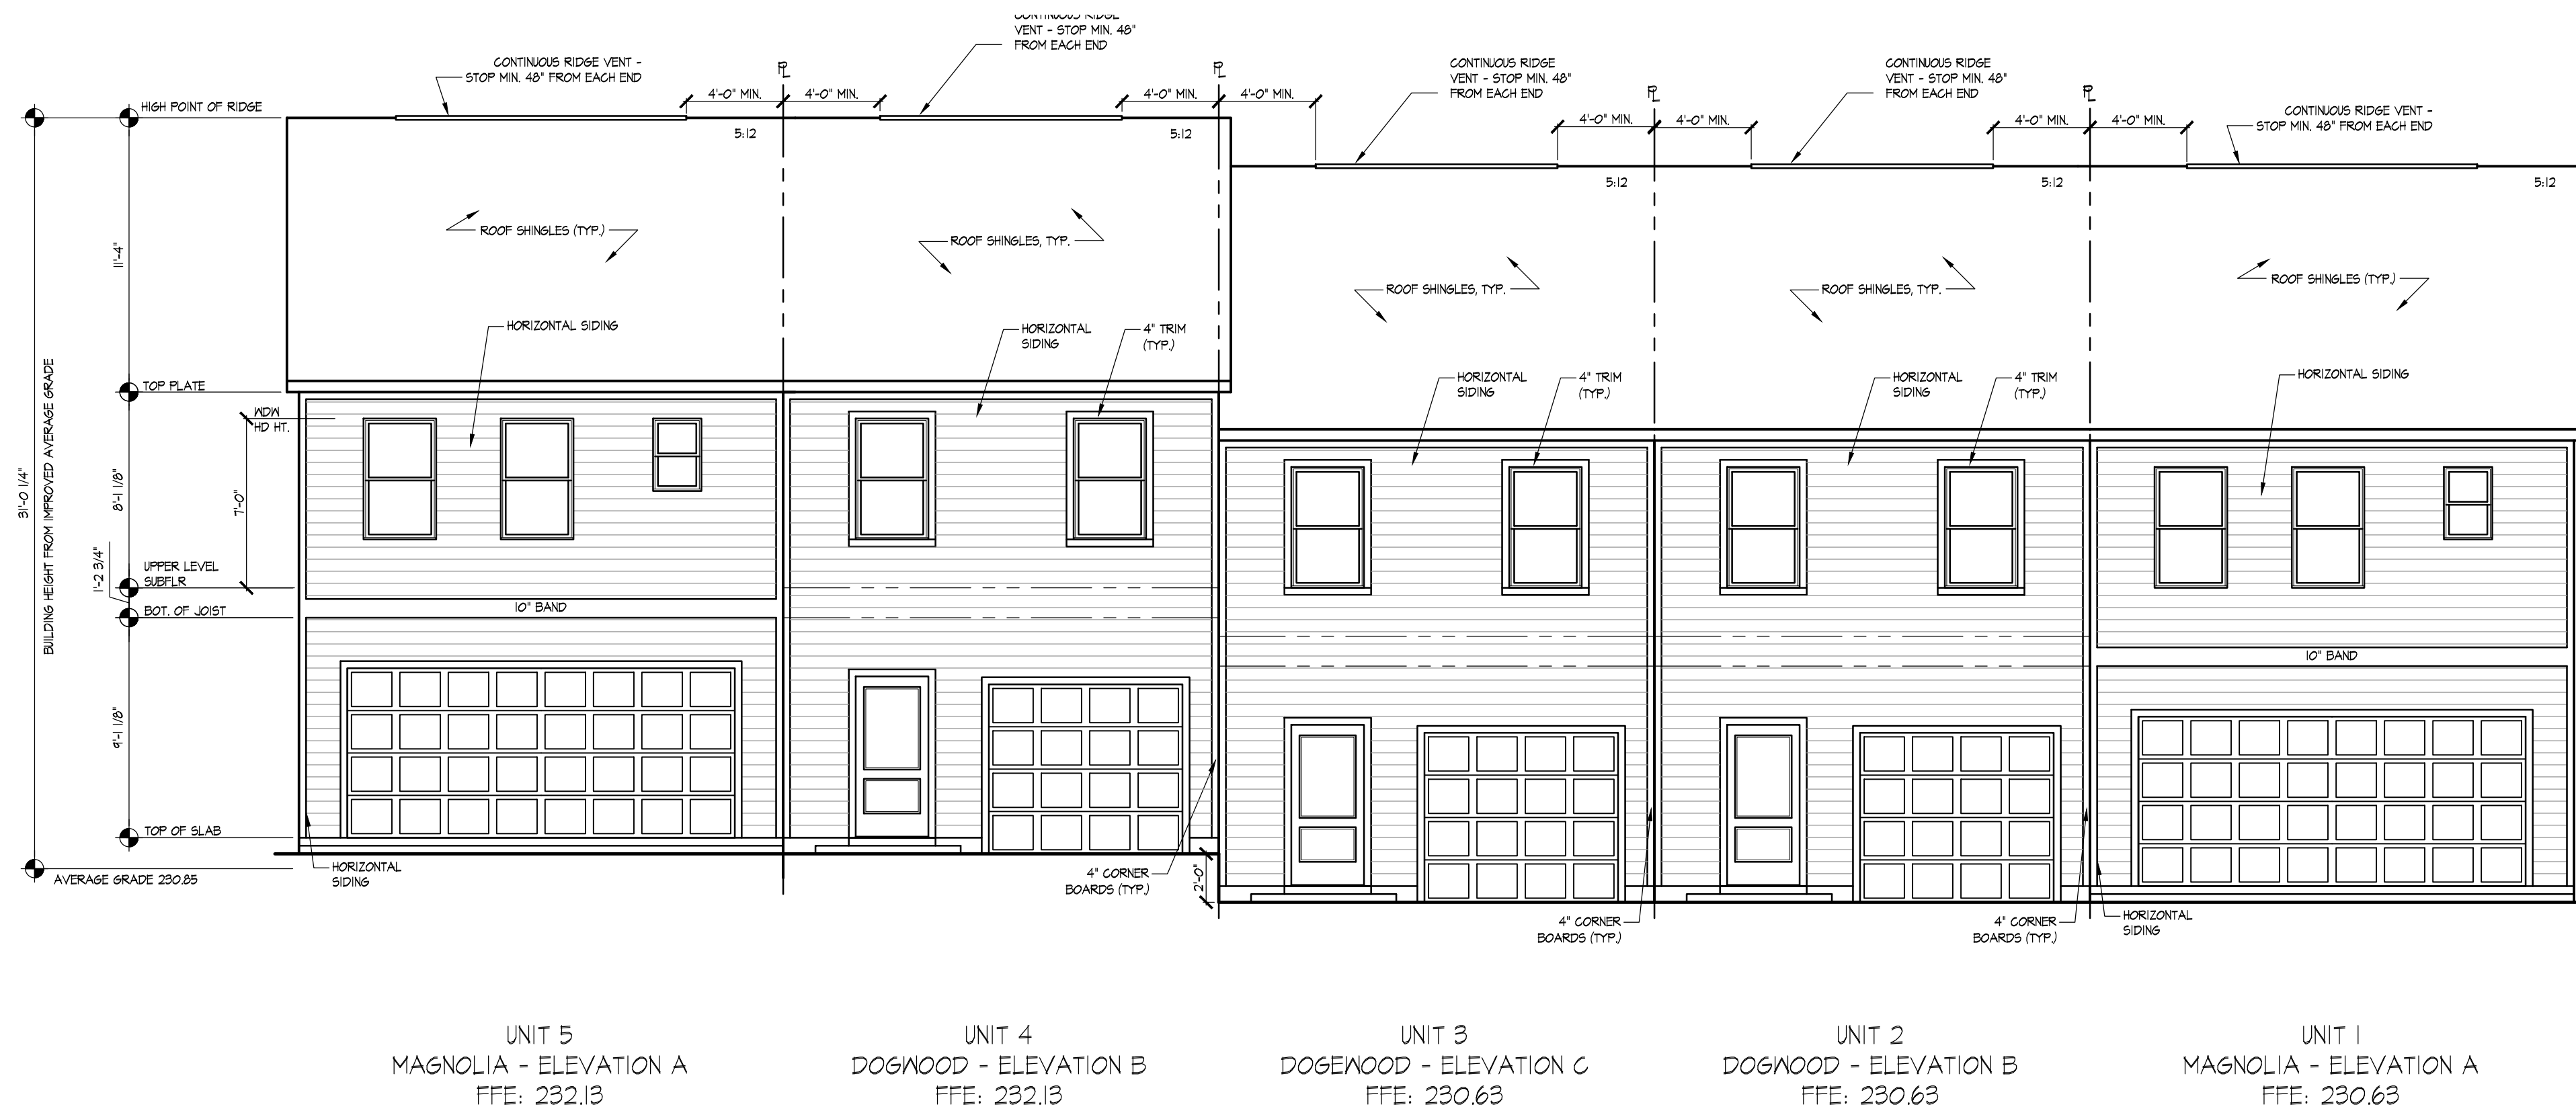 CONTINUOUS RIDGE
VENT - STOP MIN. 48"
FROM EACH END
CONTINUOUS RIDGE VENT -
STOP MIN. 48" FROM EACH END
CONTINUOUS RIDGE
VENT - STOP MIN. 48"
FROM EACH END
CONTINUOUS RIDGE
VENT - STOP MIN. 48"
FROM EACH END
CONTINUOUS RIDGE VENT -
STOP MIN. 48" FROM EACH END
PL
PL
PL
PL
4'-0" MIN.
4'-0" MIN.
4'-0" MIN.
4'-0" MIN.
4'-0" MIN.
4'-0" MIN.
4'-0" MIN.
4'-0" MIN.
HIGH POINT OF RIDGE
5:12
5:12
5:12
5:12
5:12
ROOF SHINGLES (TYP.)
ROOF SHINGLES, TYP.
ROOF SHINGLES, TYP.
ROOF SHINGLES, TYP.
ROOF SHINGLES (TYP.)
11'-4"
HORIZONTAL SIDING
HORIZONTAL
SIDING
4" TRIM
(TYP.)
HORIZONTAL
SIDING
4" TRIM
(TYP.)
HORIZONTAL
SIDING
4" TRIM
(TYP.)
HORIZONTAL SIDING
TOP PLATE
WDW
HD HT.
31'-0 1/4"
BUILDING HEIGHT FROM IMPROVED AVERAGE GRADE
8'-1 1/8"
7'-0"
1'-2 3/4"
UPPER LEVEL
SUBFLR
BOT. OF JOIST
10" BAND
10" BAND
9'-1 1/8"
TOP OF SLAB
AVERAGE GRADE 230.85
HORIZONTAL
SIDING
4" CORNER
BOARDS (TYP.)
2'-0"
4" CORNER
BOARDS (TYP.)
4" CORNER
BOARDS (TYP.)
HORIZONTAL
SIDING
UNIT 5
MAGNOLIA - ELEVATION A
FFE: 232.13
UNIT 4
DOGWOOD - ELEVATION B
FFE: 232.13
UNIT 3
DOGEWOOD - ELEVATION C
FFE: 230.63
UNIT 2
DOGWOOD - ELEVATION B
FFE: 230.63
UNIT 1
MAGNOLIA - ELEVATION A
FFE: 230.63